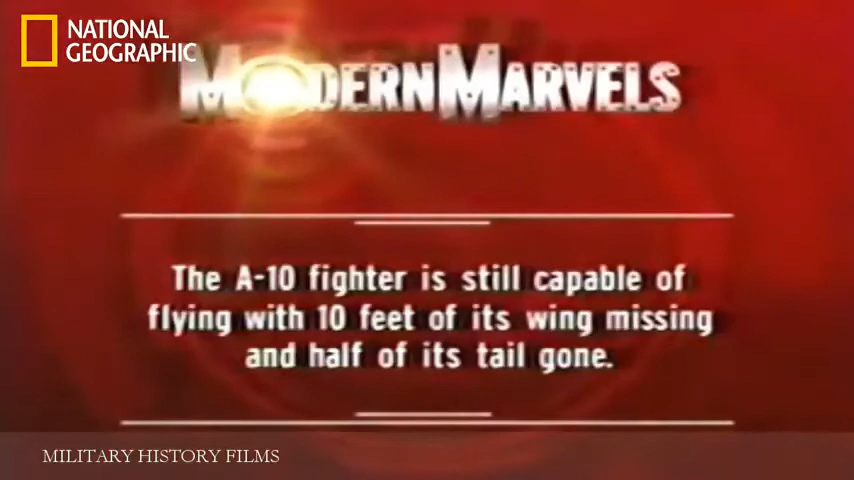 NATIONAL
GEOGRAPHIC
MODERN MARVELS
The A-10 fighter is still capable of
flying with 10 feet of its wing missing
and half of its tail gone.
MILITARY HISTORY FILMS